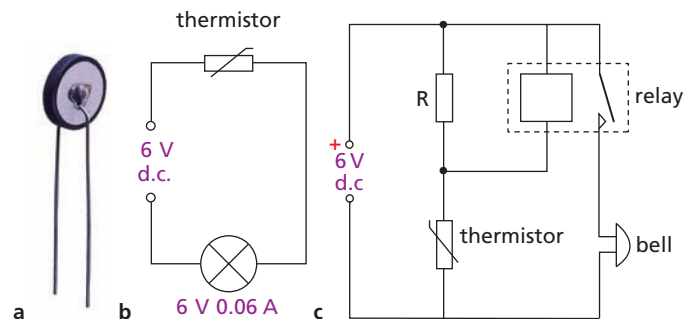 thermistor
6 V
d.c.
6 V 0.06 A
R
+
6 V
d.c
thermistor
relay
bell
a
b
c